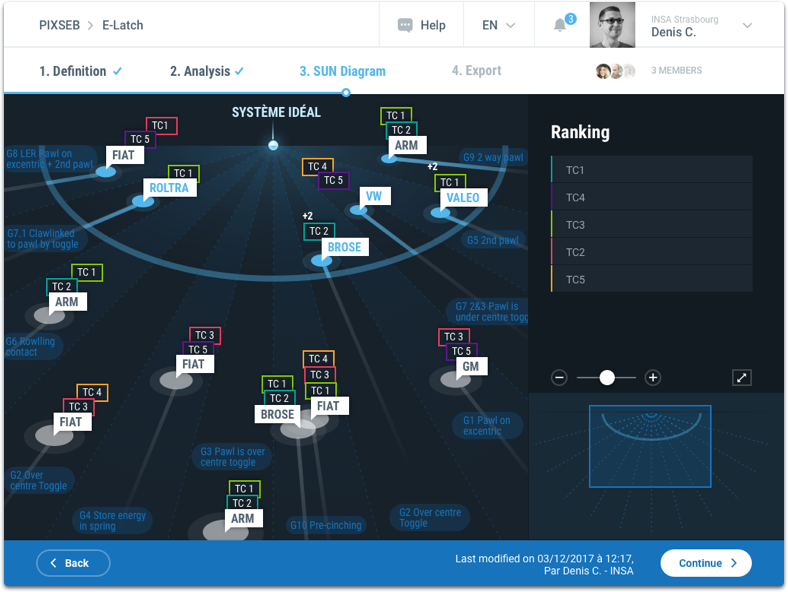 PIXSEB > E-Latch
Help
EN
3
INSA Strasbourg
Denis C.
1. Definition
2. Analysis
3. SUN Diagram
4. Export
3 MEMBERS
SYSTÈME IDÉAL
TC1
TC 5
FIAT
G8 LER Pawl on
excentric + 2nd pawl
TC 1
ROLTRA
G7.1 Clawlinked
to pawl by toggle
TC 4
TC 5
VW
TC 1
TC 2
ARM
G9 2 way pawl
+2
TC 1
VALEO
G5 2nd pawl
+2
TC 2
BROSE
TC 1
TC 2
ARM
G6 Rowlling
contact
G7 2&3 Pawl is
under centre togg
TC 3
TC 5
FIAT
TC 3
TC 5
GM
TC 4
TC 3
TC 1
FIAT
TC 1
TC 2
BROSE
TC 4
TC 3
FIAT
G1 Pawl on
excentric
G3 Pawl is over
centre toggle
G2 Over
centre Toggle
TC 1
TC 2
ARM
G4 Store energy
in spring
G10 Pre-cinching
G2 Over centre
Toggle
Ranking
TC1
TC4
TC3
TC2
TC5
Back
Last modified on 03/12/2017 à 12:17,
Par Denis C. - INSA
Continue